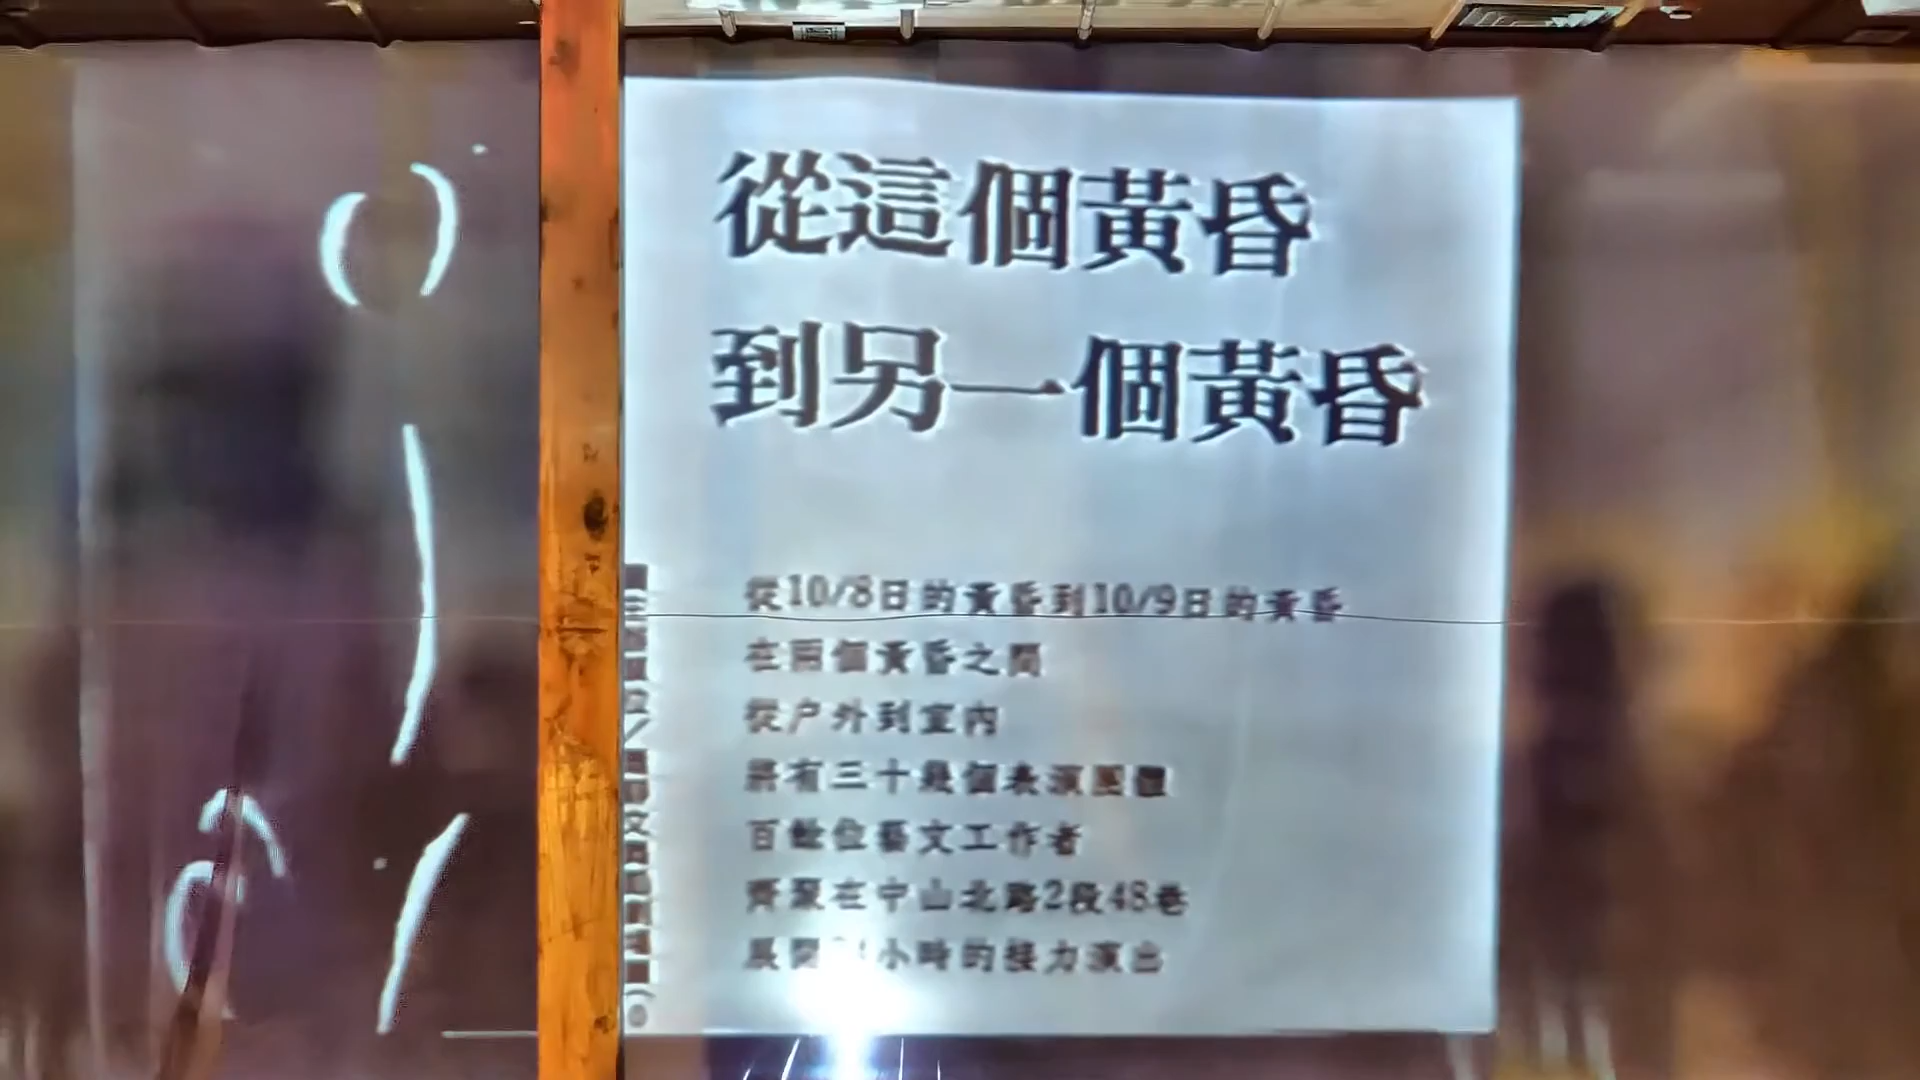 從這個黃昏
到另一個黃昏
從10/8日的黃昏到10/9日的黃昏
在兩個黃昏之間
從户外到室內
將有三十幾個表演團體
百餘位藝文工作者
齊聚在中山北路2段48巷
展開 小時的接力演出